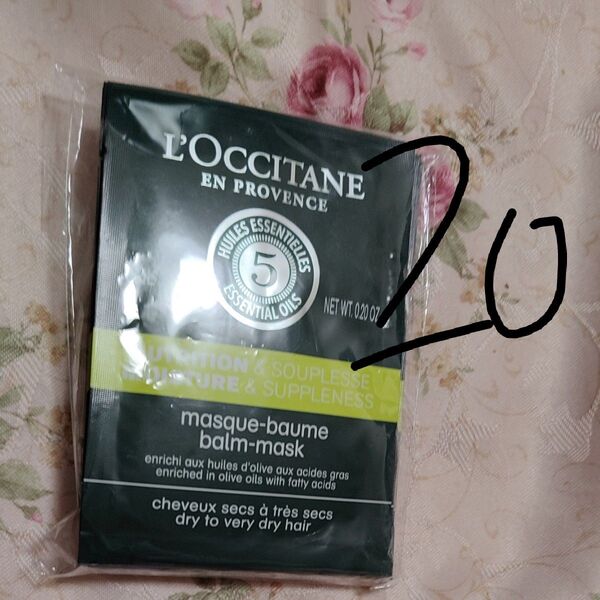 L'OCCITANE
EN PROVENCE
HUILES ESSENTIELLES
5
ESSENTIAL OILS
NET WT. 0.20 OZ
20
NUTRITION & SOUPLESSE
MOISTURE & SUPPLENESS
masque-baume
balm-mask
enrichi aux huiles d'olive aux acides gras
enriched in olive oils with fatty acids
cheveux secs à très secs
dry to very dry hair